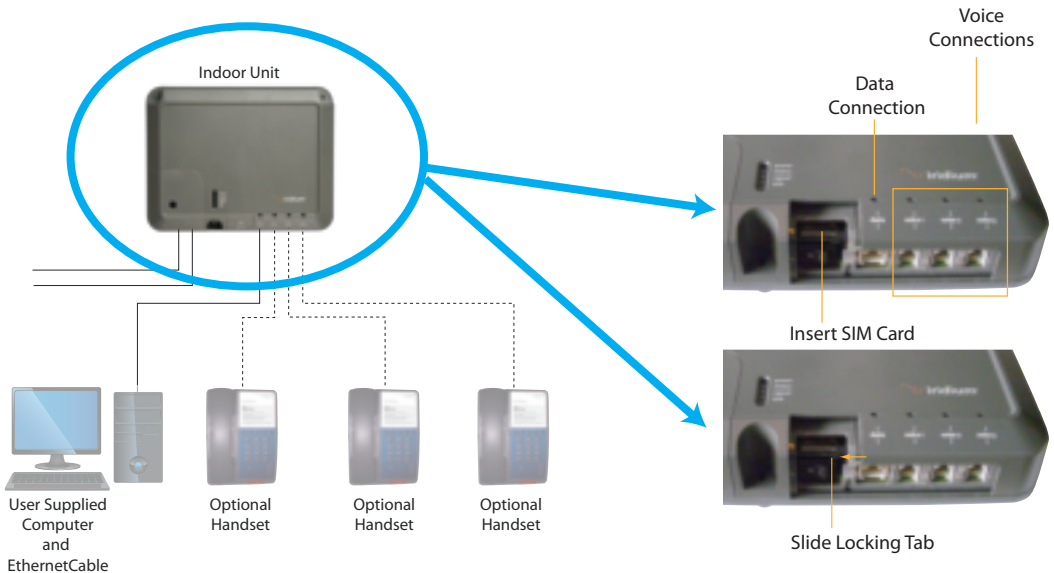 Voice
Connections
Indoor Unit
Data
Connection
iridium
Insert SIM Card
iridium
User Supplied
Computer
and
EthernetCable
Optional
Handset
Optional
Handset
Optional
Handset
Slide Locking Tab